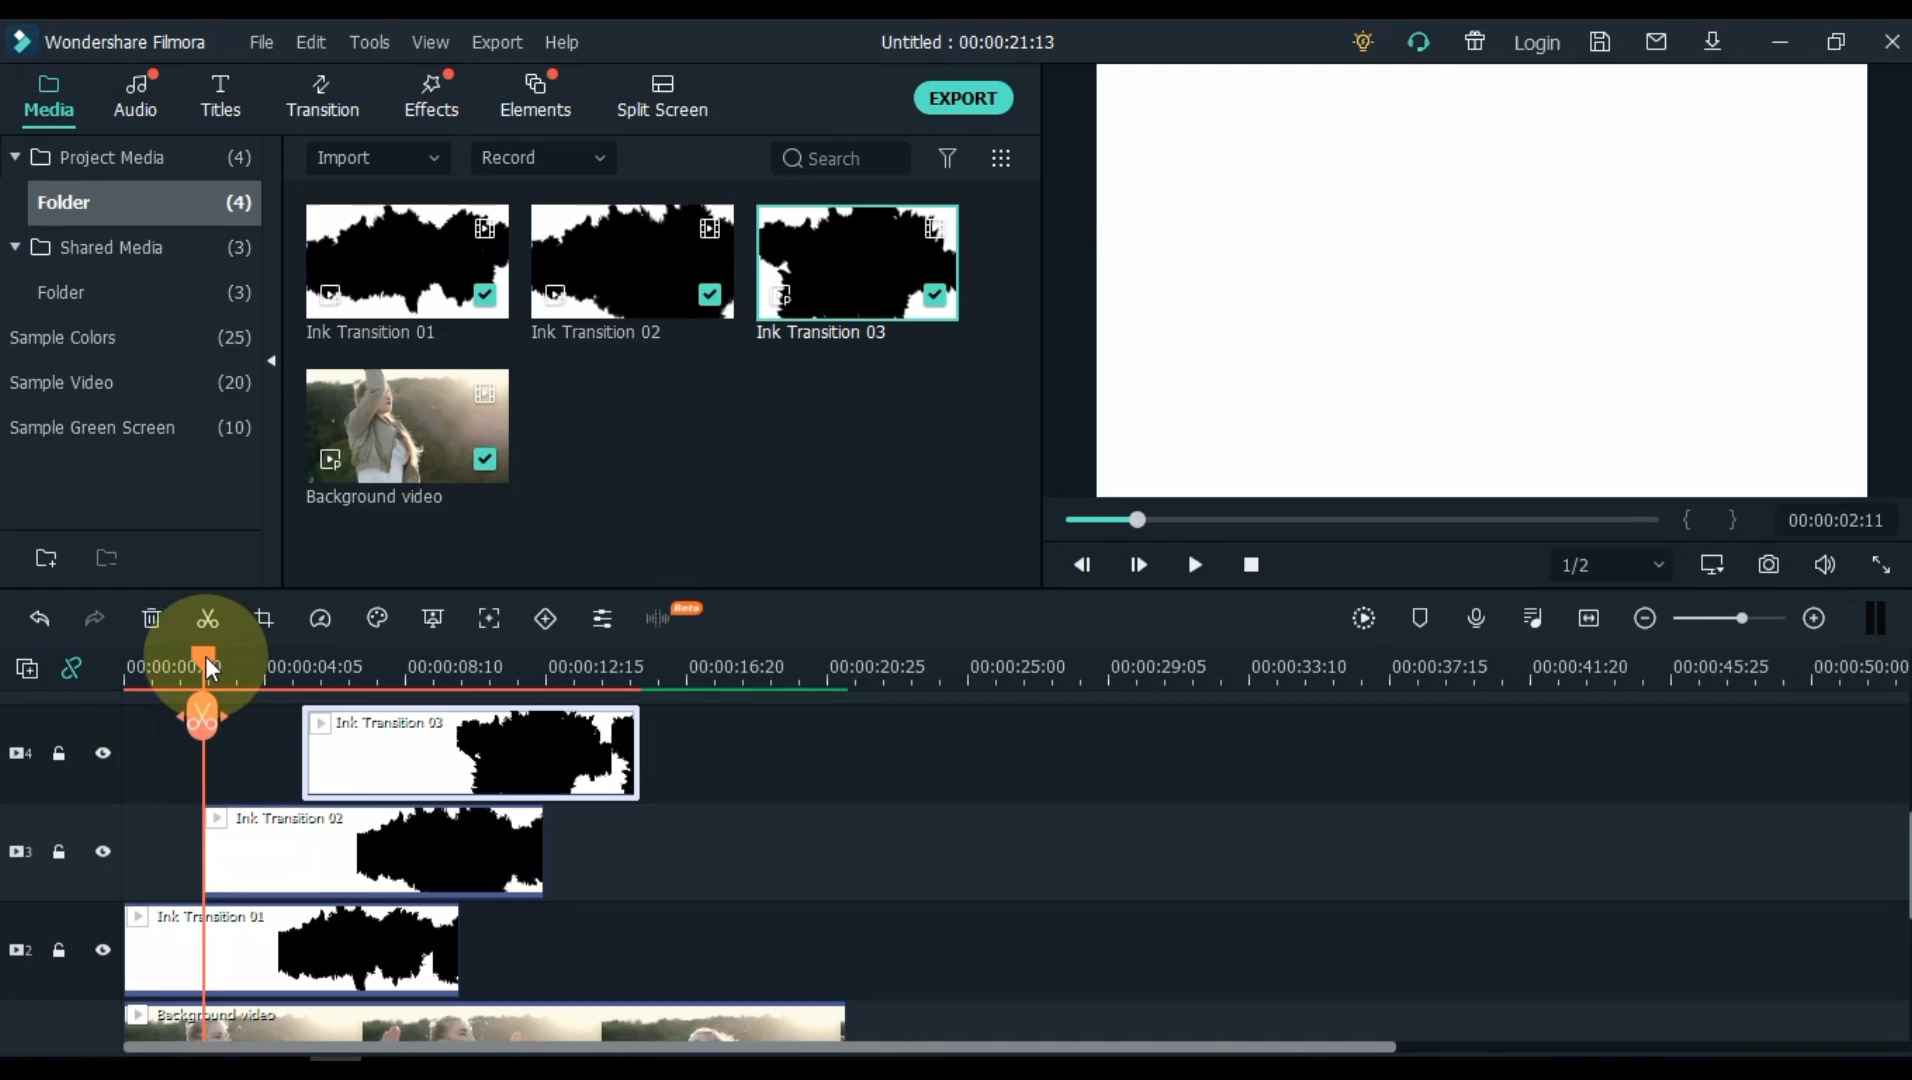 Wondershare Filmora File Edit Tools View Export Help Untitled : 00:00:21:13 Login
Media Audio Titles Transition Effects Elements Split Screen EXPORT
Project Media (4)
Folder (4)
Shared Media (3)
Folder (3)
Sample Colors (25)
Sample Video (20)
Sample Green Screen (10)
Import Record Search
Ink Transition 01 Ink Transition 02 Ink Transition 03
Background video
{ } 00:00:02:11
1/2
Beta
00:00:04:05 00:00:08:10 00:00:12:15 00:00:16:20 00:00:20:25 00:00:25:00 00:00:29:05 00:00:33:10 00:00:37:15 00:00:41:20 00:00:45:25 00:00:50:00
4 Ink Transition 03
3 Ink Transition 02
2 Ink Transition 01
Background video